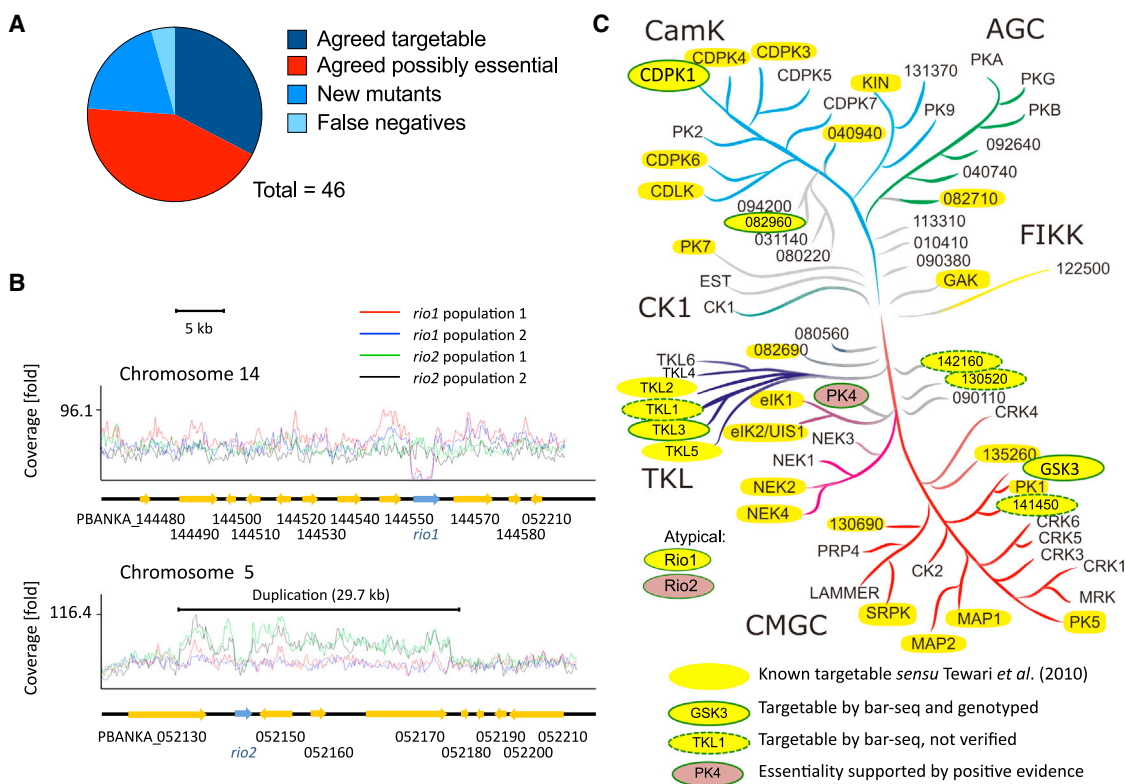 A
Agreed targetable
Agreed possibly essential
New mutants
False negatives
Total = 46
B
5 kb
rio1 population 1
rio1 population 2
rio2 population 1
rio2 population 2
Chromosome 14
Coverage [fold]
96.1
PBANKA_144480
144490
144500
144510
144520
144530
144540
144550
rio1
144570
144580
052210
Chromosome 5
Duplication (29.7 kb)
Coverage [fold]
116.4
PBANKA_052130
rio2
052150
052160
052170
052180
052190
052200
052210
C
CamK
AGC
CDPK4
CDPK3
CDPK1
CDPK5
CDPK7
PK2
040940
CDPK6
CDLK
094200
082960
031140
080220
KIN
131370
PK9
PKA
PKG
PKB
092640
040740
082710
113310
010410
090380
FIKK
GAK
122500
PK7
EST
CK1
CK1
080560
082690
TKL6
TKL4
TKL2
TKL1
TKL3
TKL5
TKL
eIK1
PK4
eIK2/UIS1
NEK3
NEK1
NEK2
NEK4
142160
130520
090110
CRK4
135260
GSK3
PK1
141450
CRK6
CRK5
CRK3
CRK1
MRK
PK5
130690
PRP4
LAMMER
SRPK
CK2
MAP1
MAP2
CMGC
Atypical:
Rio1
Rio2
Known targetable sensu Tewari et al. (2010)
GSK3 Targetable by bar-seq and genotyped
TKL1 Targetable by bar-seq, not verified
PK4 Essentiality supported by positive evidence